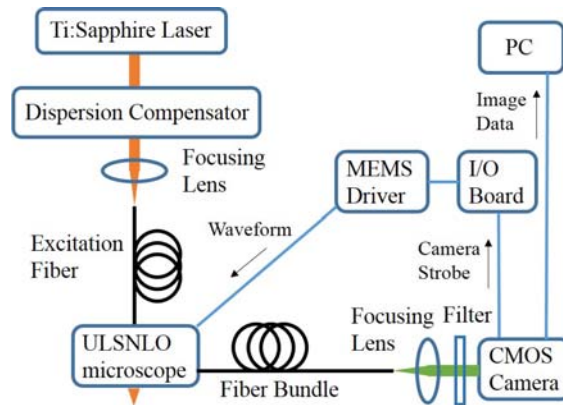 Ti:Sapphire Laser
PC
Dispersion Compensator
Image
Data
Focusing
Lens
MEMS
Driver
I/O
Board
Waveform
Excitation
Fiber
Camera
Strobe
Focusing
Lens
Filter
ULSNLO
microscope
Fiber Bundle
CMOS
Camera